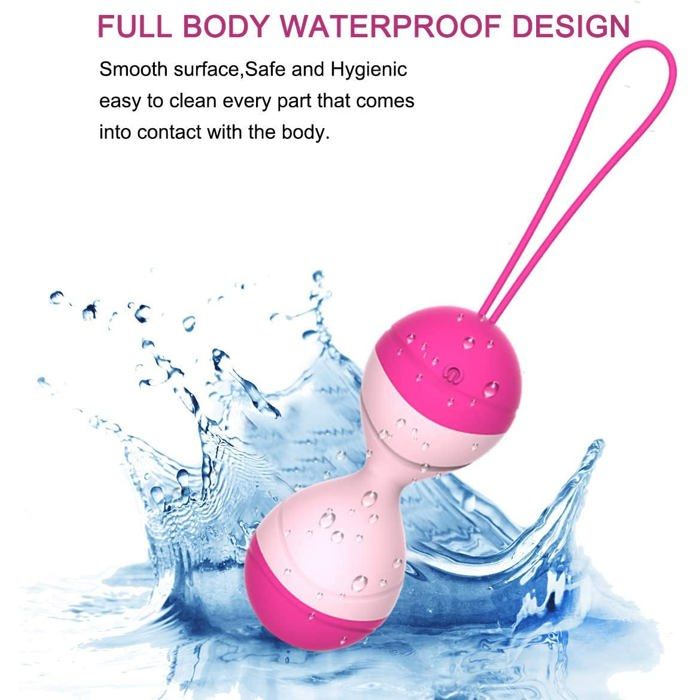 FULL BODY WATERPROOF DESIGN
Smooth surface,Safe and Hygienic
easy to clean every part that comes
into contact with the body.